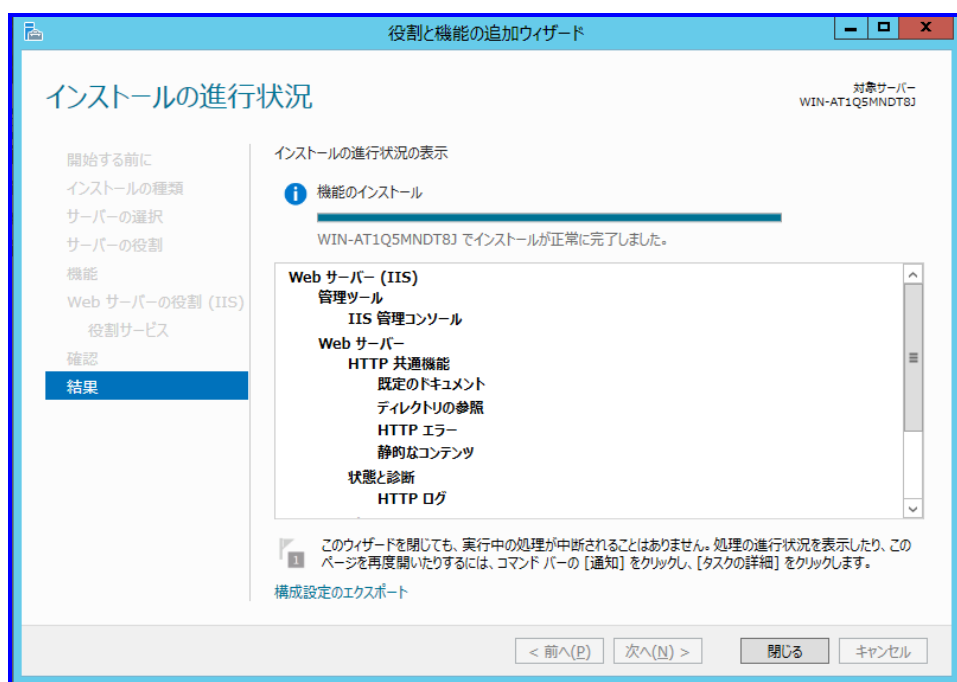 役割と機能の追加ウィザード
インストールの進行状況
対象サーバー
WIN-AT1Q5MNDT8J
開始する前に
インストールの種類
サーバーの選択
サーバーの役割
機能
Web サーバーの役割 (IIS)
役割サービス
確認
結果
インストールの進行状況の表示
機能のインストール
WIN-AT1Q5MNDT8J でインストールが正常に完了しました。
Web サーバー (IIS)
管理ツール
IIS 管理コンソール
Web サーバー
HTTP 共通機能
既定のドキュメント
ディレクトリの参照
HTTP エラー
静的なコンテンツ
状態と診断
HTTP ログ
1
このウィザードを閉じても、実行中の処理が中断されることはありません。処理の進行状況を表示したり、この
ページを再度開いたりするには、コマンド バーの [通知] をクリックし、[タスクの詳細] をクリックします。
構成設定のエクスポート
< 前へ(P)
次へ(N) >
閉じる
キャンセル